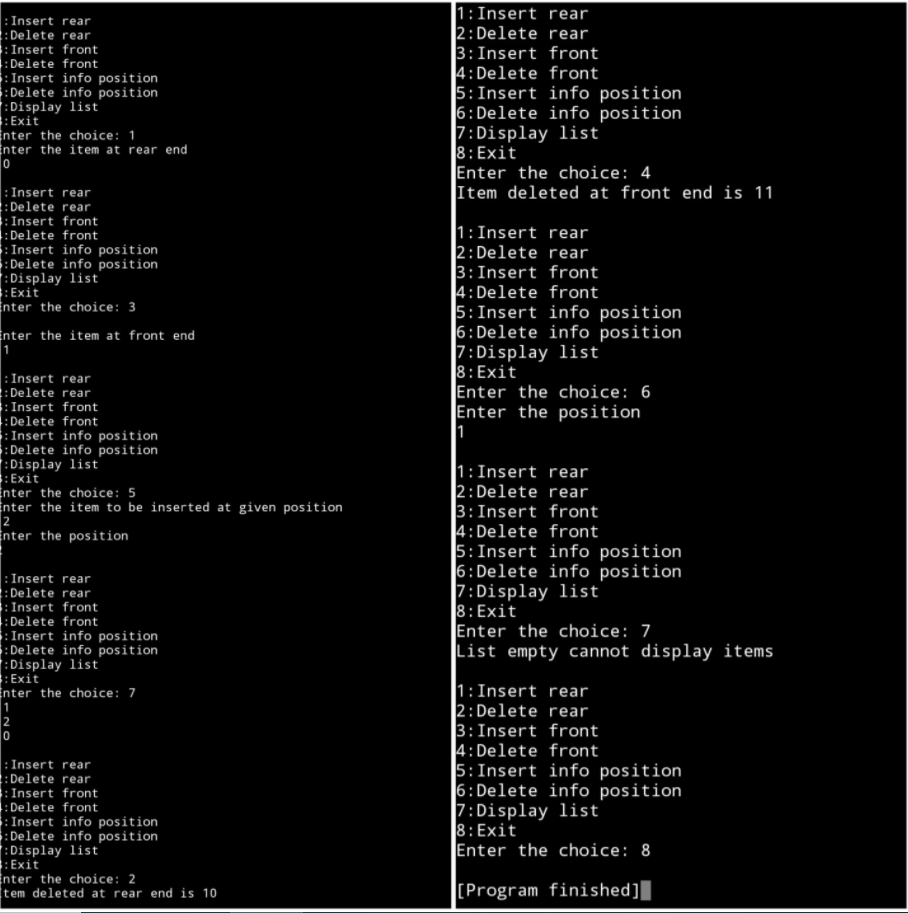 :Insert rear
:Delete rear
:Insert front
:Delete front
:Insert info position
:Delete info position
:Display list
:Exit
nter the choice: 1
nter the item at rear end
0
:Insert rear
:Delete rear
:Insert front
:Delete front
:Insert info position
:Delete info position
:Display list
:Exit
nter the choice: 3
nter the item at front end
1
:Insert rear
:Delete rear
:Insert front
:Delete front
:Insert info position
:Delete info position
:Display list
:Exit
nter the choice: 5
nter the item to be inserted at given position
2
nter the position
:Insert rear
:Delete rear
:Insert front
:Delete front
:Insert info position
:Delete info position
:Display list
:Exit
nter the choice: 7
1
2
0
:Insert rear
:Delete rear
:Insert front
:Delete front
:Insert info position
:Delete info position
:Display list
:Exit
nter the choice: 2
tem deleted at rear end is 10
1:Insert rear
2:Delete rear
3:Insert front
4:Delete front
5:Insert info position
6:Delete info position
7:Display list
8:Exit
Enter the choice: 4
Item deleted at front end is 11
1:Insert rear
2:Delete rear
3:Insert front
4:Delete front
5:Insert info position
6:Delete info position
7:Display list
8:Exit
Enter the choice: 6
Enter the position
1
1:Insert rear
2:Delete rear
3:Insert front
4:Delete front
5:Insert info position
6:Delete info position
7:Display list
8:Exit
Enter the choice: 7
List empty cannot display items
1:Insert rear
2:Delete rear
3:Insert front
4:Delete front
5:Insert info position
6:Delete info position
7:Display list
8:Exit
Enter the choice: 8
[Program finished]